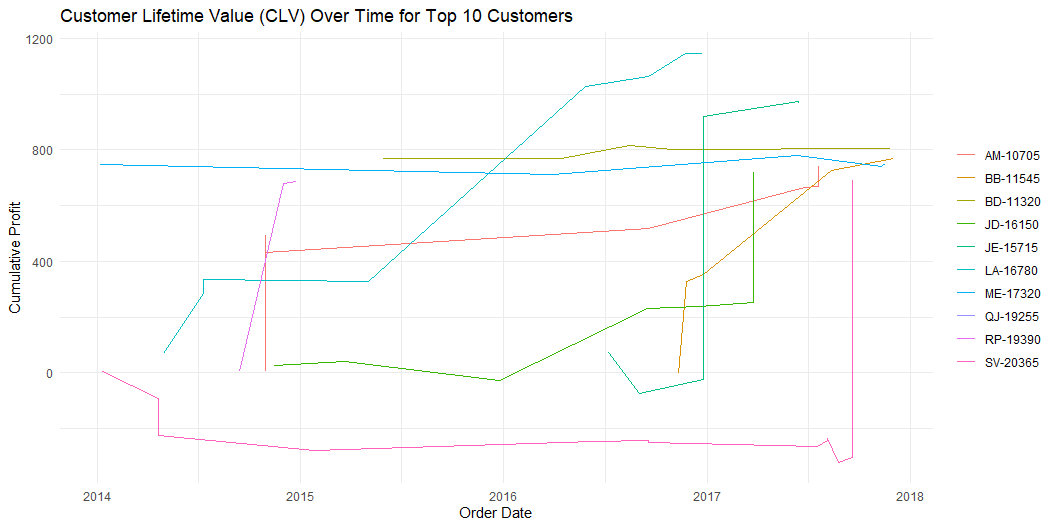 Customer Lifetime Value (CLV) Over Time for Top 10 Customers
Cumulative Profit
1200
800
400
0
2014
2015
2016
2017
2018
Order Date
AM-10705
BB-11545
BD-11320
JD-16150
JE-15715
LA-16780
ME-17320
QJ-19255
RP-19390
SV-20365